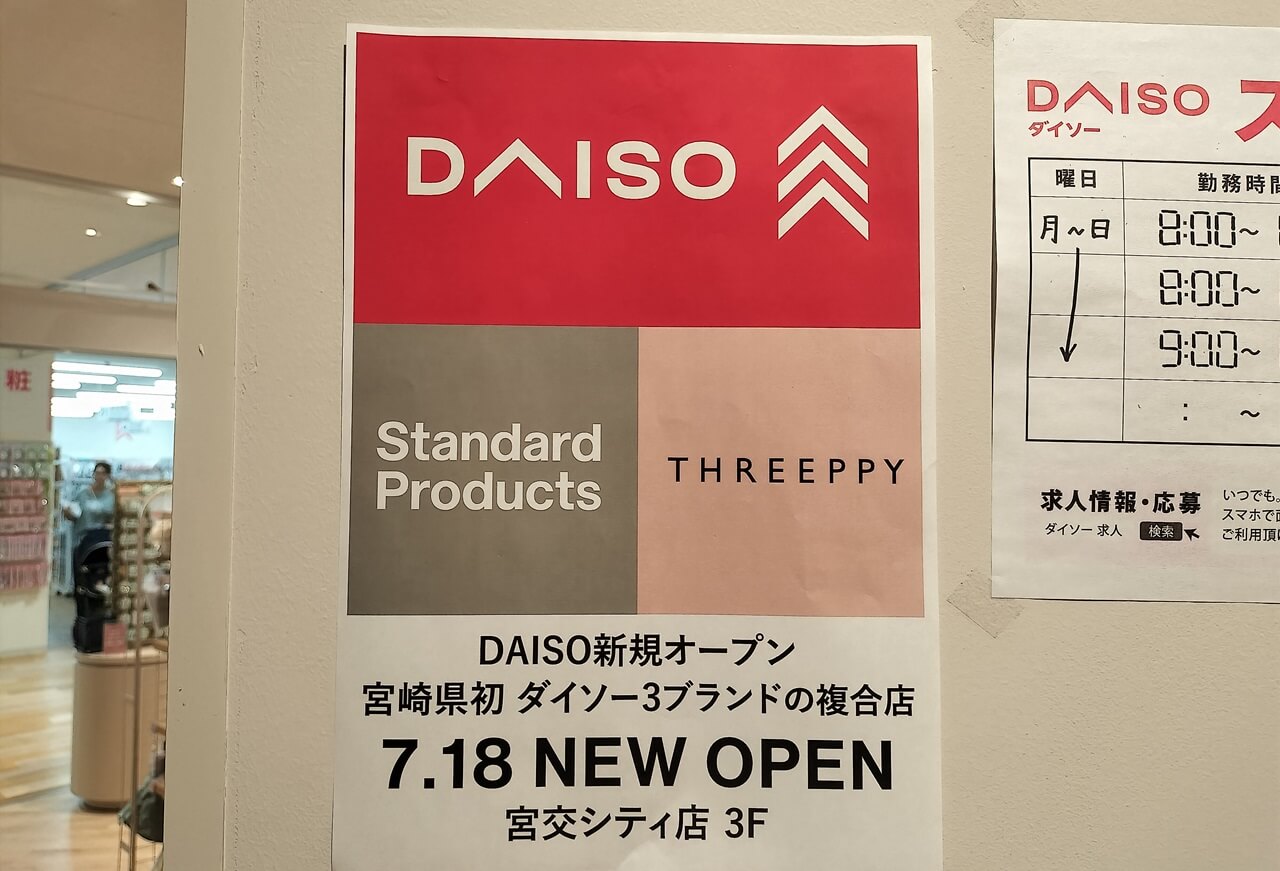 DAISO
Standard
Products
THREEPPY
DAISO新規オープン
宮崎県初 ダイソー3ブランドの複合店
7.18 NEW OPEN
宮交シティ店 3F
DAISO
ダイソー
曜日 勤務時間
月~日 8:00~
8:00~
9:00~
: ~
求人情報・応募
ダイソー 求人 検索
いつでも。
スマホで
ご利用頂
粧